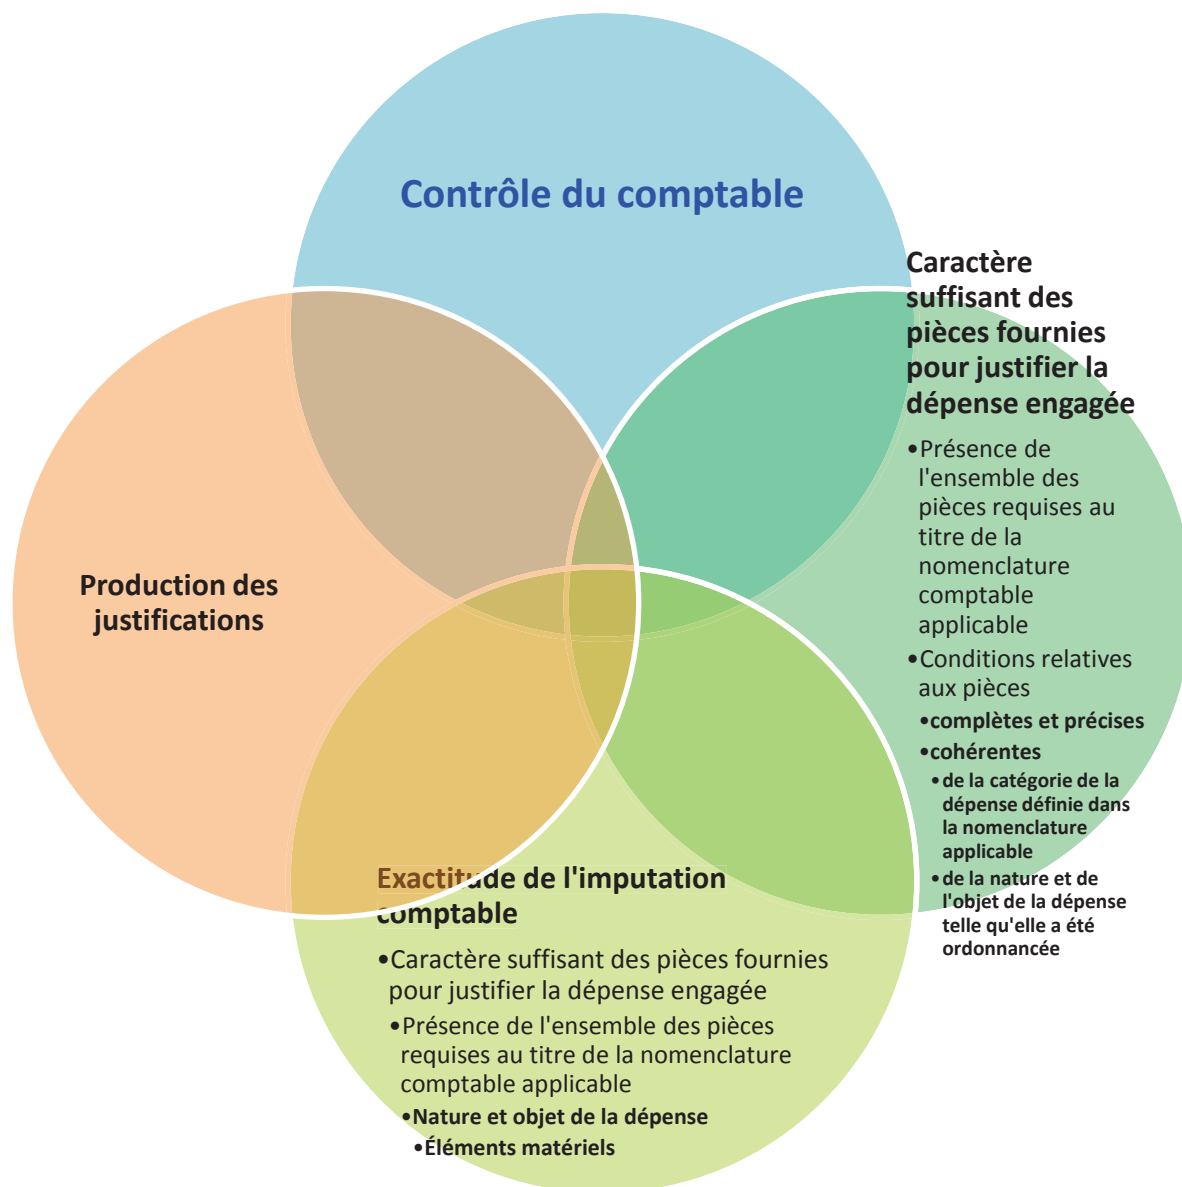 Contrôle du comptable
Caractère
suffisant des
pièces fournies
pour justifier la
dépense engagée
•Présence de
l'ensemble des
pièces requises au
titre de la
nomenclature
comptable
applicable
•Conditions relatives
aux pièces
•complètes et précises
•cohérentes
•de la catégorie de la
dépense définie dans
la nomenclature
applicable
•de la nature et de
l'objet de la dépense
telle qu'elle a été
ordonnancée
Production des
justifications
Exactitude de l'imputation
comptable
•Caractère suffisant des pièces fournies
pour justifier la dépense engagée
•Présence de l'ensemble des pièces
requises au titre de la nomenclature
comptable applicable
•Nature et objet de la dépense
•Éléments matériels